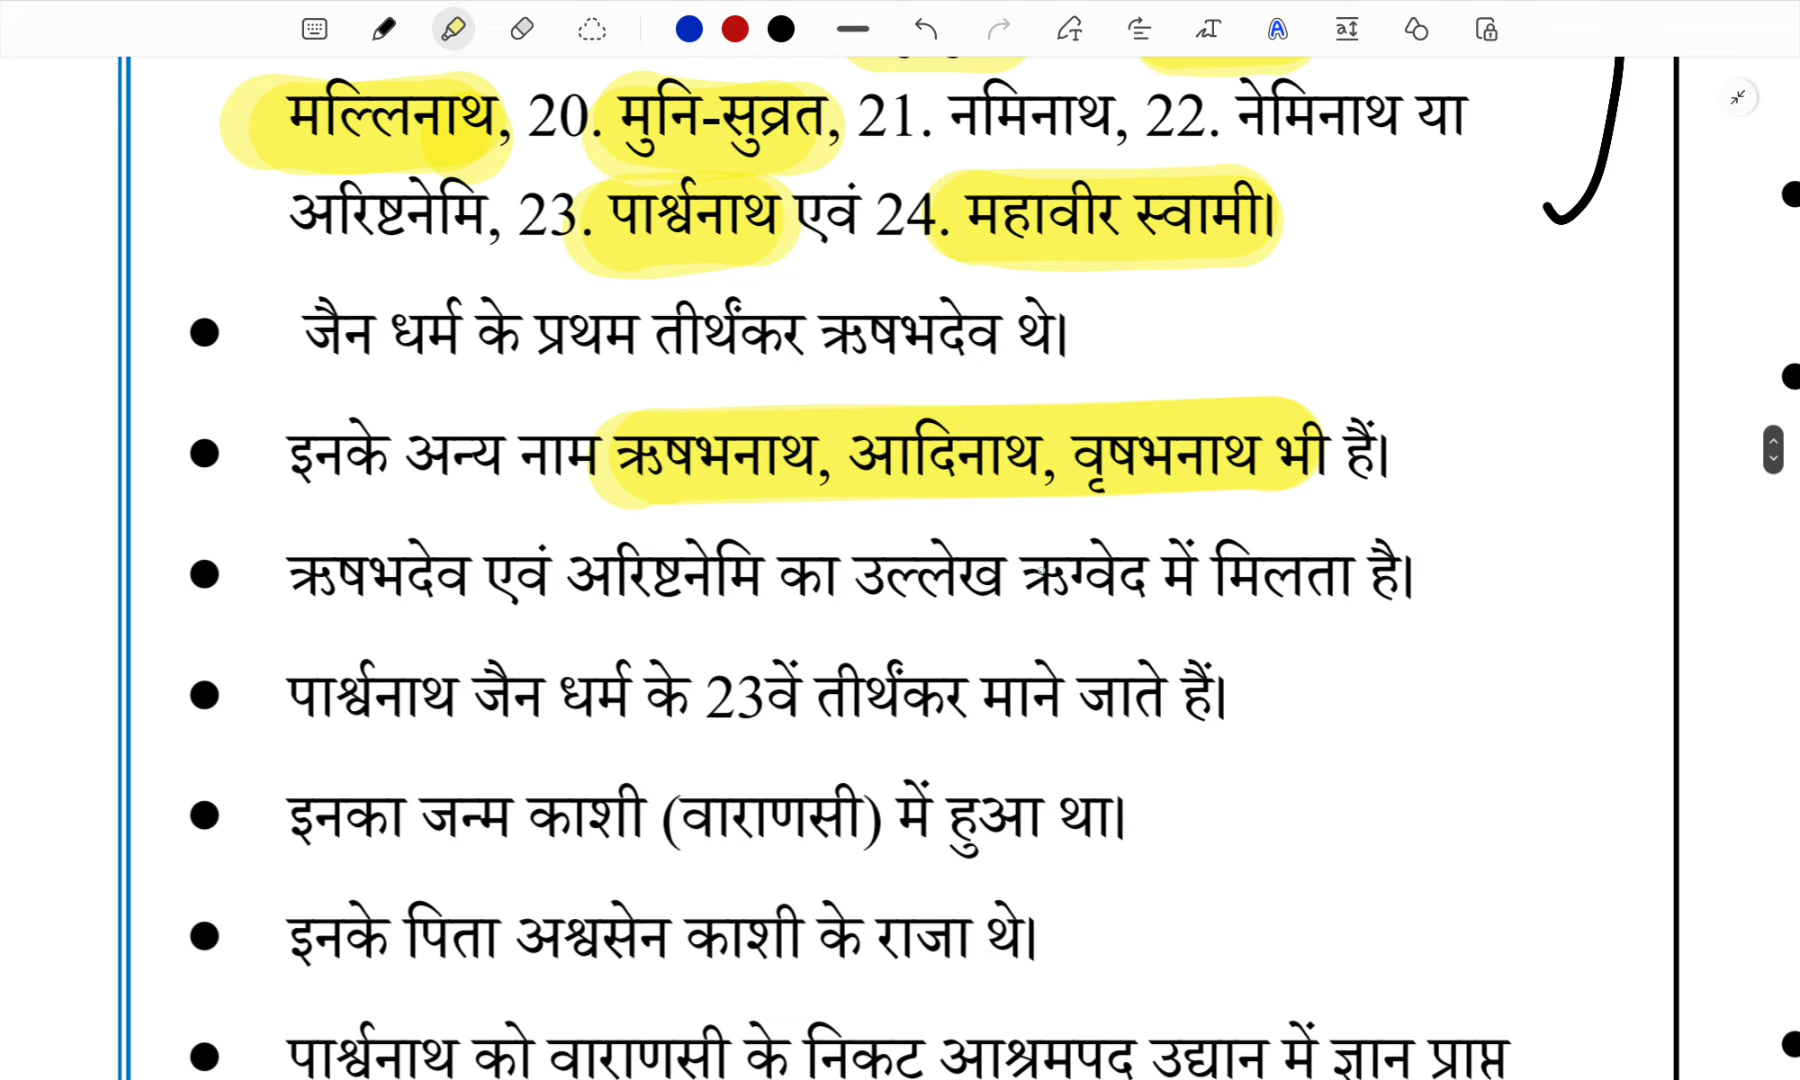 मल्लिनाथ, 20. मुनि-सुव्रत, 21. नमिनाथ, 22. नेमिनाथ या
अरिष्टनेमि, 23. पार्श्वनाथ एवं 24. महावीर स्वामी।
● जैन धर्म के प्रथम तीर्थंकर ऋषभदेव थे।
● इनके अन्य नाम ऋषभनाथ, आदिनाथ, वृषभनाथ भी हैं।
● ऋषभदेव एवं अरिष्टनेमि का उल्लेख ऋग्वेद में मिलता है।
● पार्श्वनाथ जैन धर्म के 23वें तीर्थंकर माने जाते हैं।
● इनका जन्म काशी (वाराणसी) में हुआ था।
● इनके पिता अश्वसेन काशी के राजा थे।
● पार्श्वनाथ को वाराणसी के निकट आश्रमपद उद्यान में ज्ञान प्राप्त